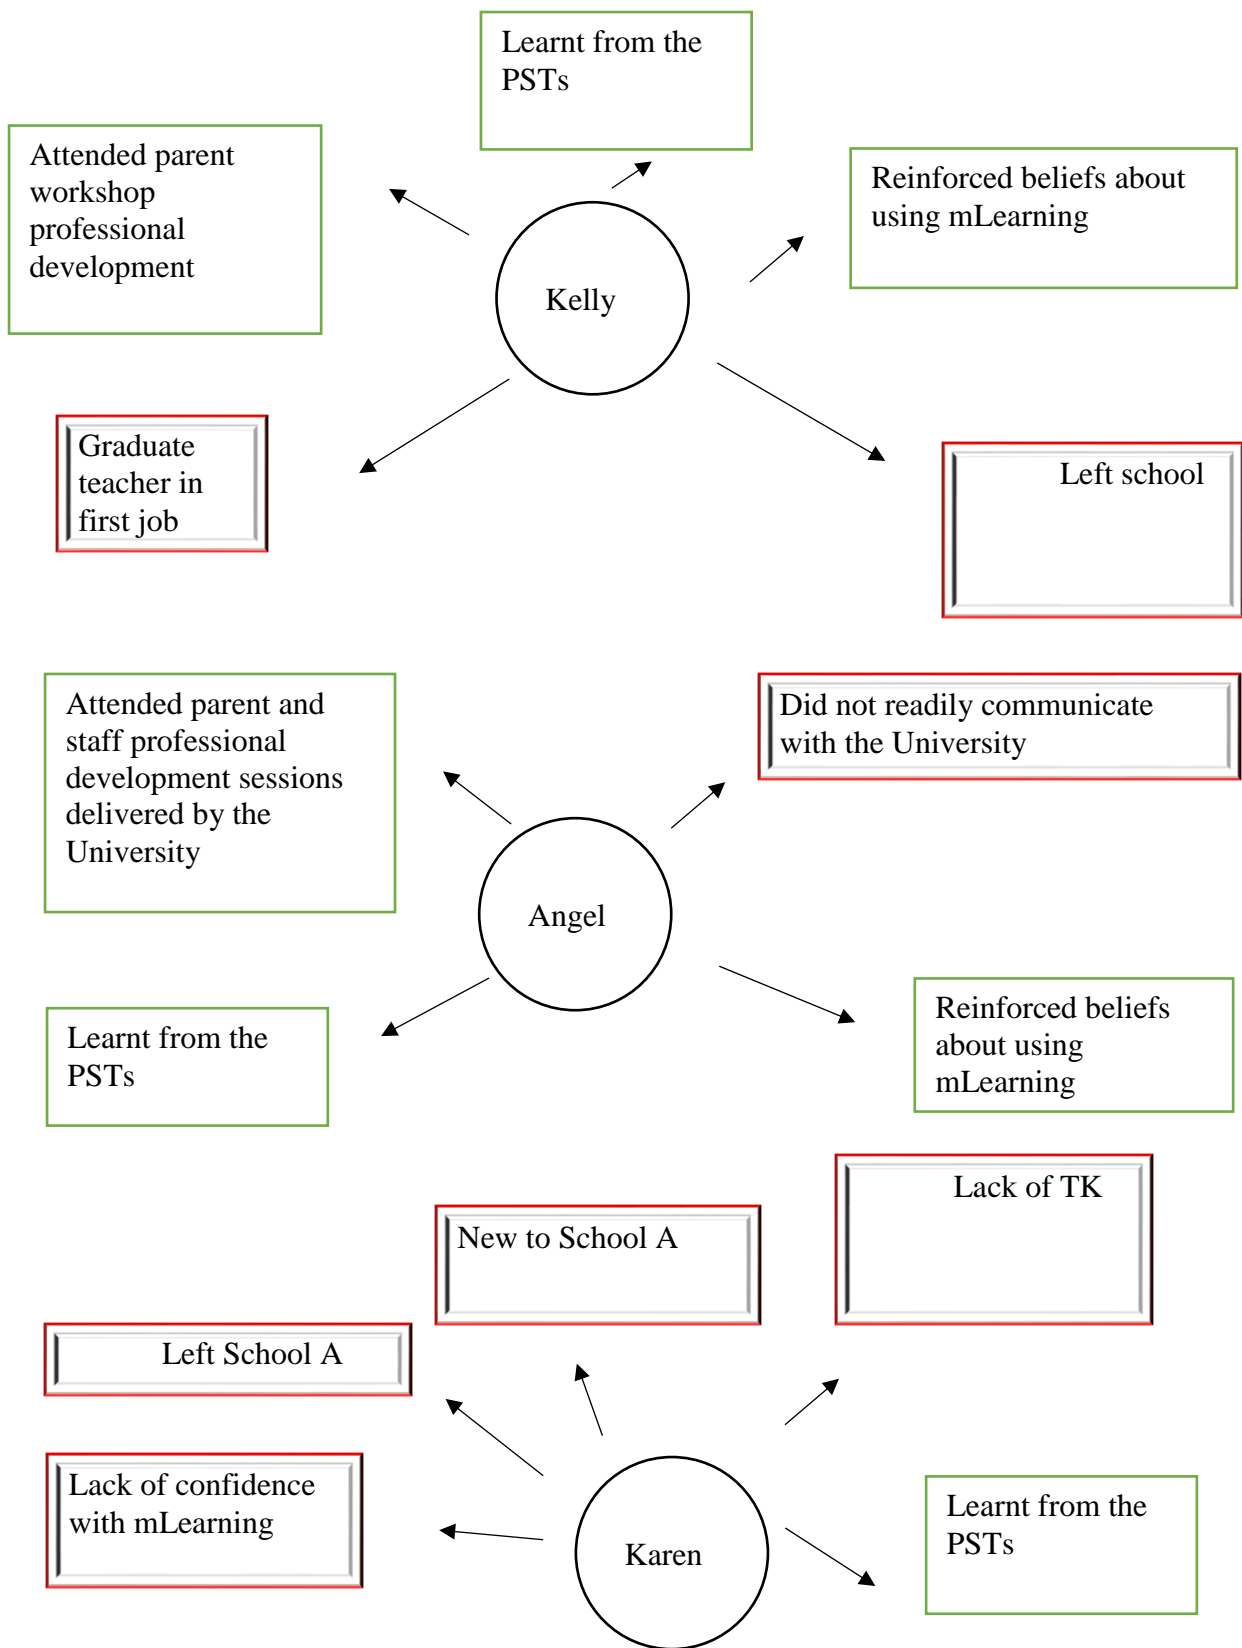 Learnt from the
PSTs
Attended parent
workshop
professional
development
Reinforced beliefs about
using mLearning
Kelly
Graduate
teacher in
first job
Left school
Attended parent and
staff professional
development sessions
delivered by the
University
Did not readily communicate
with the University
Angel
Learnt from the
PSTs
Reinforced beliefs
about using
mLearning
Lack of TK
New to School A
Left School A
Lack of confidence
with mLearning
Learnt from the
PSTs
Karen